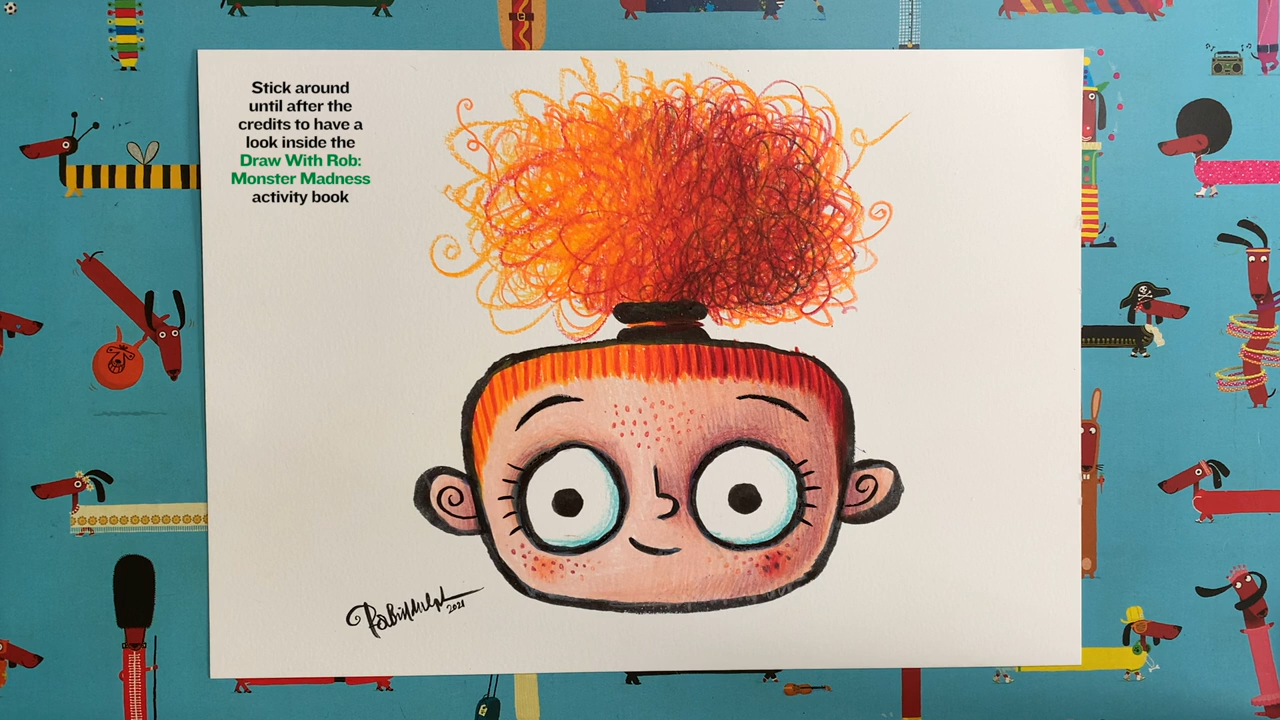 Stick around
until after the
credits to have a
look inside the
Draw With Rob:
Monster Madness
activity book
2021